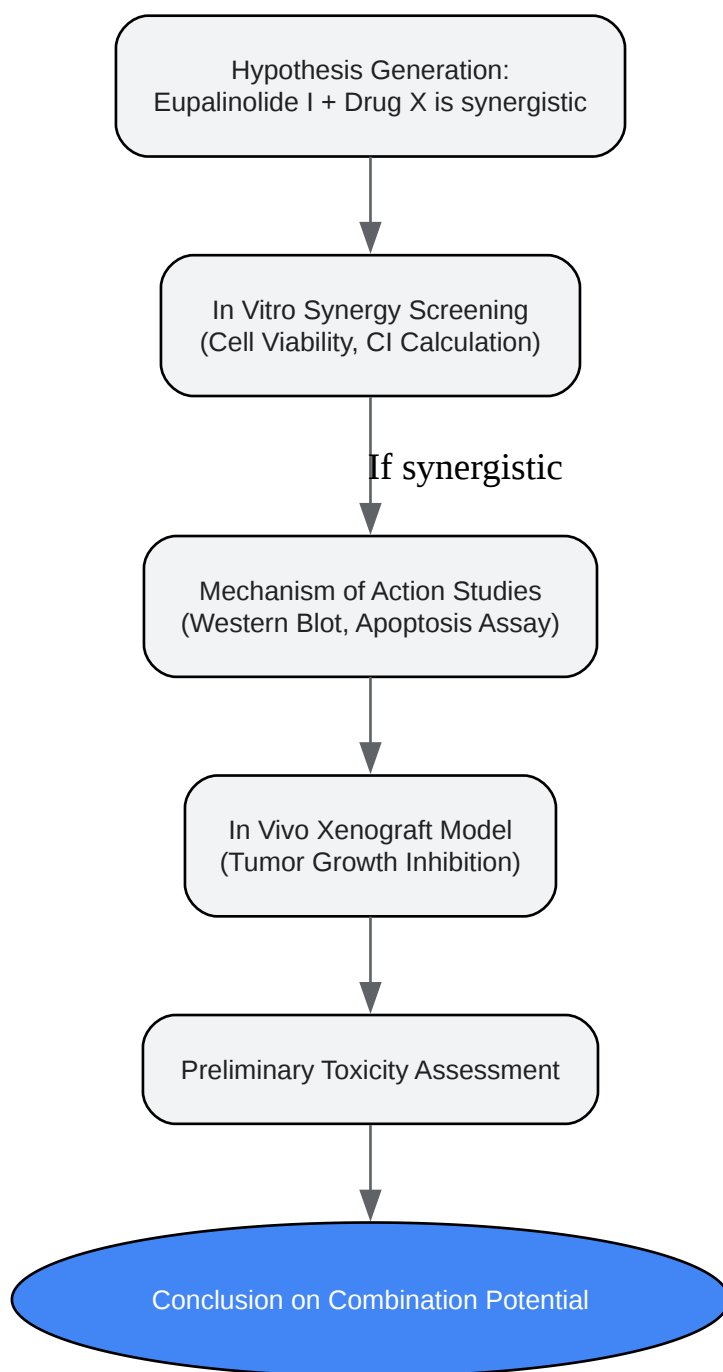 Hypothesis Generation:
Eupalinolide I + Drug X is synergistic
In Vitro Synergy Screening
(Cell Viability, CI Calculation)
If synergistic
Mechanism of Action Studies
(Western Blot, Apoptosis Assay)
In Vivo Xenograft Model
(Tumor Growth Inhibition)
Preliminary Toxicity Assessment
Conclusion on Combination Potential